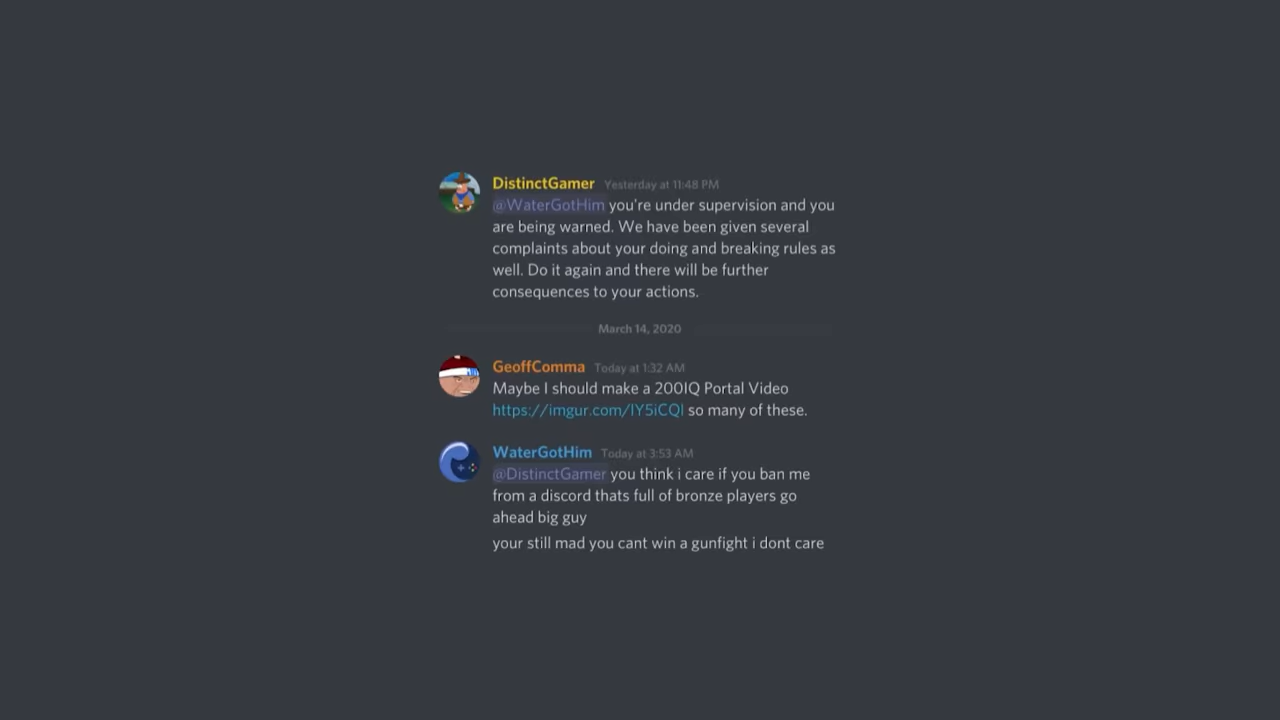 DistinctGamer Yesterday at 11:48 PM
@WaterGotHim you're under supervision and you
are being warned. We have been given several
complaints about your doing and breaking rules as
well. Do it again and there will be further
consequences to your actions.
March 14, 2020
GeoffComma Today at 1:32 AM
Maybe I should make a 200IQ Portal Video
https://imgur.com/IY5iCQI so many of these.
WaterGotHim Today at 3:53 AM
@DistinctGamer you think i care if you ban me
from a discord thats full of bronze players go
ahead big guy
your still mad you cant win a gunfight i dont care